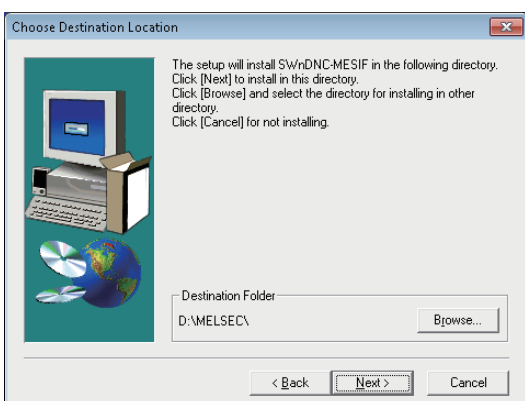 Choose Destination Location
The setup will install SWnDNC-MESIF in the following directory.
Click [Next] to install in this directory.
Click [Browse] and select the directory for installing in other
directory.
Click [Cancel] for not installing.
Destination Folder
D:\MELSEC\
Browse...
< Back
Next >
Cancel